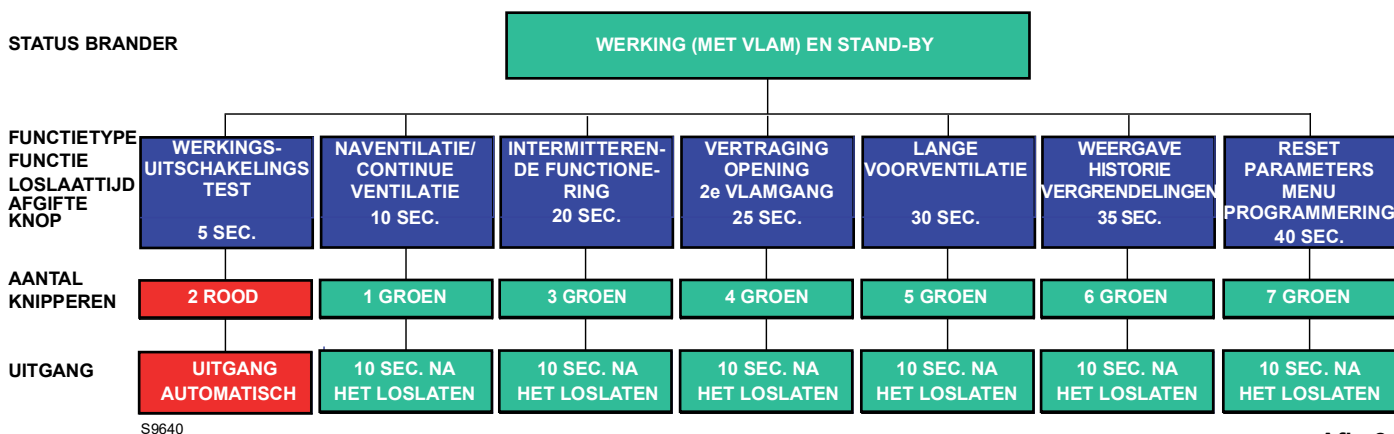 STATUS BRANDER
WERKING (MET VLAM) EN STAND-BY
FUNCTIETYPE
FUNCTIE
LOSLAATTIJD
AFGIFTE
KNOP
WERKINGS-
UITSCHAKELINGS
TEST
5 SEC.
NAVENTILATIE/
CONTINUE
VENTILATIE
10 SEC.
INTERMITTEREN-
DE FUNCTIONE-
RING
20 SEC.
VERTRAGING
OPENING
2e VLAMGANG
25 SEC.
LANGE
VOORVENTILATIE
30 SEC.
WEERGAVE
HISTORIE
VERGRENDELINGEN
35 SEC.
RESET
PARAMETERS
MENU
PROGRAMMERING
40 SEC.
AANTAL
KNIPPEREN
2 ROOD
1 GROEN
3 GROEN
4 GROEN
5 GROEN
6 GROEN
7 GROEN
UITGANG
UITGANG
AUTOMATISCH
10 SEC. NA
HET LOSLATEN
10 SEC. NA
HET LOSLATEN
10 SEC. NA
HET LOSLATEN
10 SEC. NA
HET LOSLATEN
10 SEC. NA
HET LOSLATEN
10 SEC. NA
HET LOSLATEN
S9640